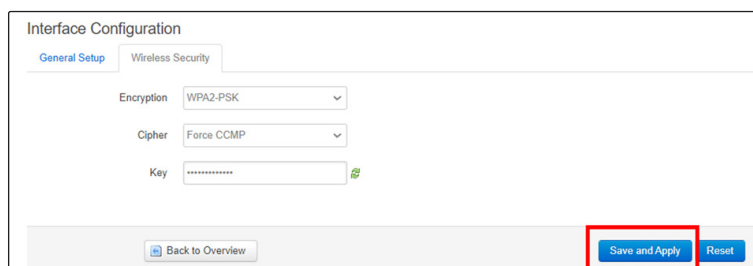 Interface Configuration
General Setup Wireless Security
Encryption WPA2-PSK
Cipher Force CCMP
Key •••••••••••••
Back to Overview Save and Apply Reset